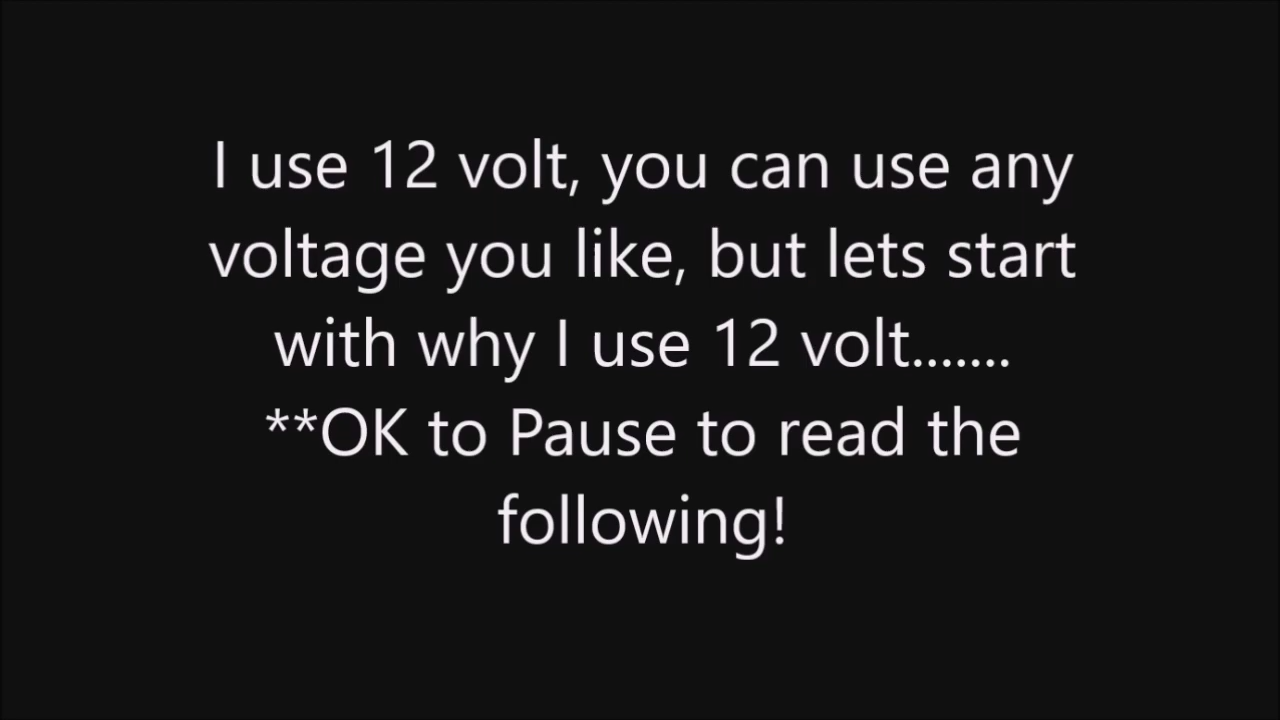 I use 12 volt, you can use any
voltage you like, but lets start
with why I use 12 volt.......
**OK to Pause to read the
following!